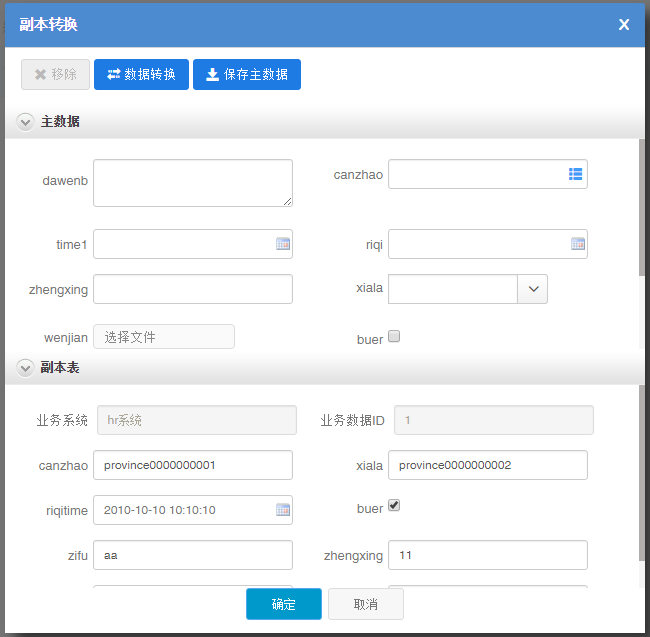 副本转换 X
移除 数据转换 保存主数据
主数据
dawenb canzhao
time1 riqi
zhengxing xiala
wenjian 选择文件 buer
副本表
业务系统 hr系统 业务数据ID 1
canzhao province0000000001 xiala province0000000002
riqitime 2010-10-10 10:10:10 buer
zifu aa zhengxing 11
确定 取消